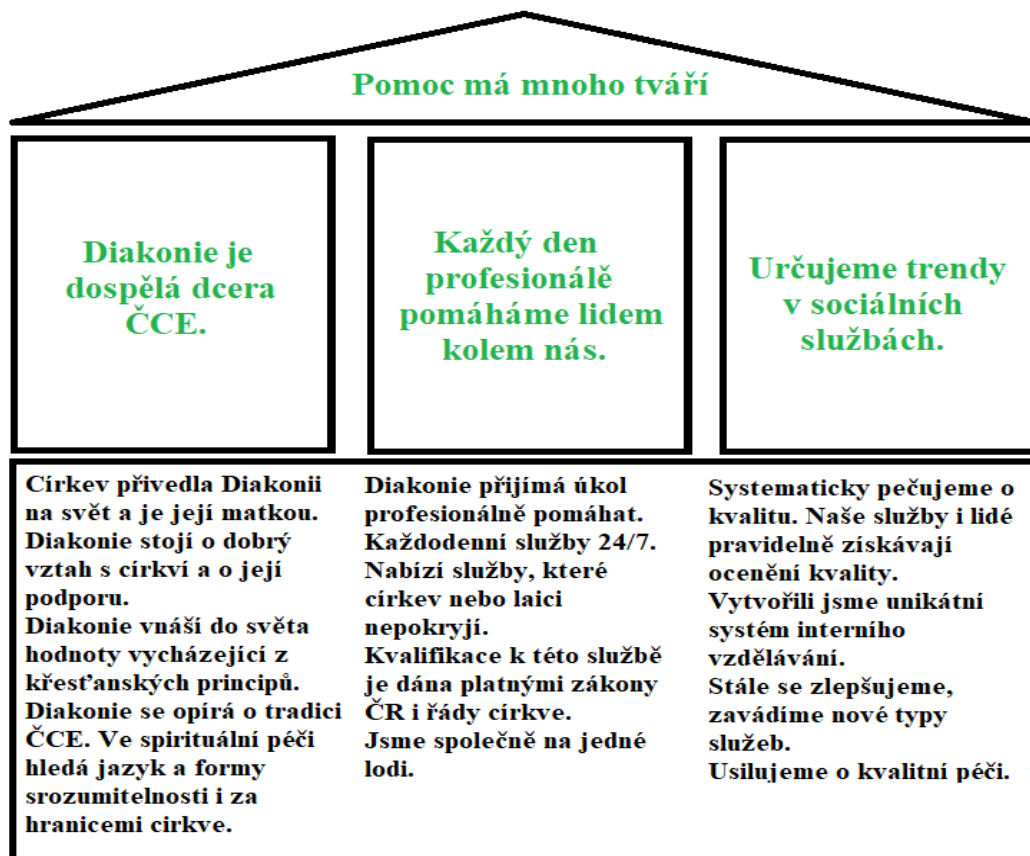 Pomoc má mnoho tváří
Diakonie je
dospělá dcera
ČCE.
Každý den
profesionálě
pomáháme lidem
kolem nás.
Určujeme trendy
v sociálních
službách.
Církev přivedla Diakonii
na svět a je její matkou.
Diakonie stojí o dobrý
vztah s církví a o její
podporu.
Diakonie vnáší do světa
hodnoty vycházející z
křesťanských principů.
Diakonie se opírá o tradici
ČCE. Ve spirituální péči
hledá jazyk a formy
srozumitelnosti i za
hranicemi cirkve.
Diakonie přijímá úkol
profesionálně pomáhat.
Každodenní služby 24/7.
Nabízí služby, které
církev nebo laici
nepokryjí.
Kvalifikace k této službě
je dána platnými zákony
ČR i řády církve.
Jsme společně na jedné
lodi.
Systematicky pečujeme o
kvalitu. Naše služby i lidé
pravidelně získávají
ocenění kvality.
Vytvořili jsme unikátní
systém interního
vzdělávání.
Stále se zlepšujeme,
zavádíme nové typy
služeb.
Usilujeme o kvalitní péči.